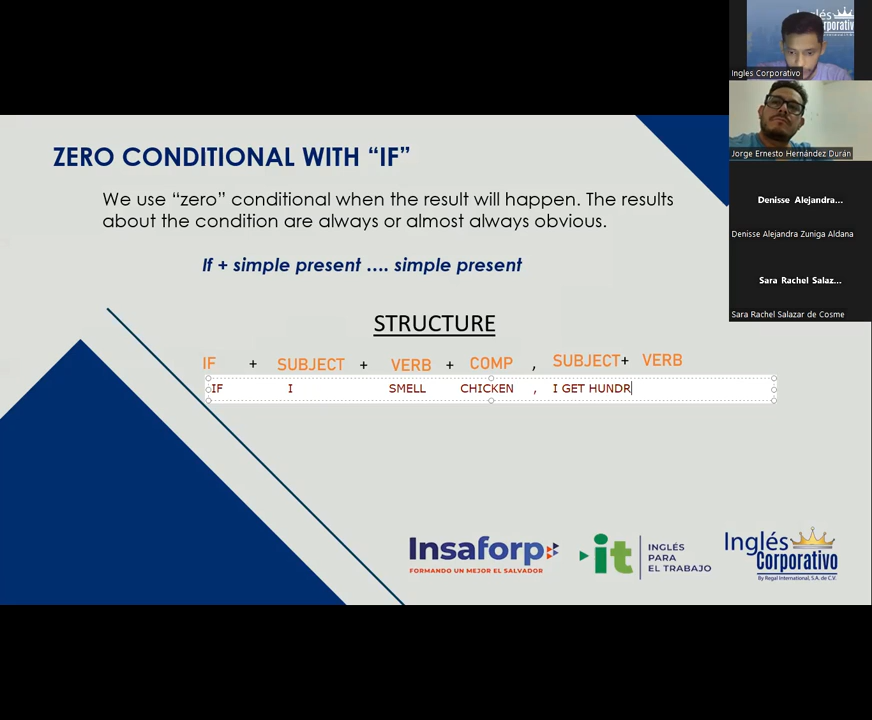 Inglés
Corporativo
Ingles Corporativo
Jorge Ernesto Hernández Durán
Denisse Alejandra...
Denisse Alejandra Zuniga Aldana
Sara Rachel Salaz...
Sara Rachel Salazar de Cosme
ZERO CONDITIONAL WITH “IF”
We use “zero” conditional when the result will happen. The results
about the condition are always or almost always obvious.
If + simple present …. simple present
STRUCTURE
IF + SUBJECT + VERB + COMP , SUBJECT+ VERB
IF I SMELL CHICKEN , I GET HUNDR
Insaforp
FORMANDO UN MEJOR EL SALVADOR
it
INGLÉS
PARA
EL TRABAJO
Inglés
Corporativo
By Regal International, S.A. de C.V.